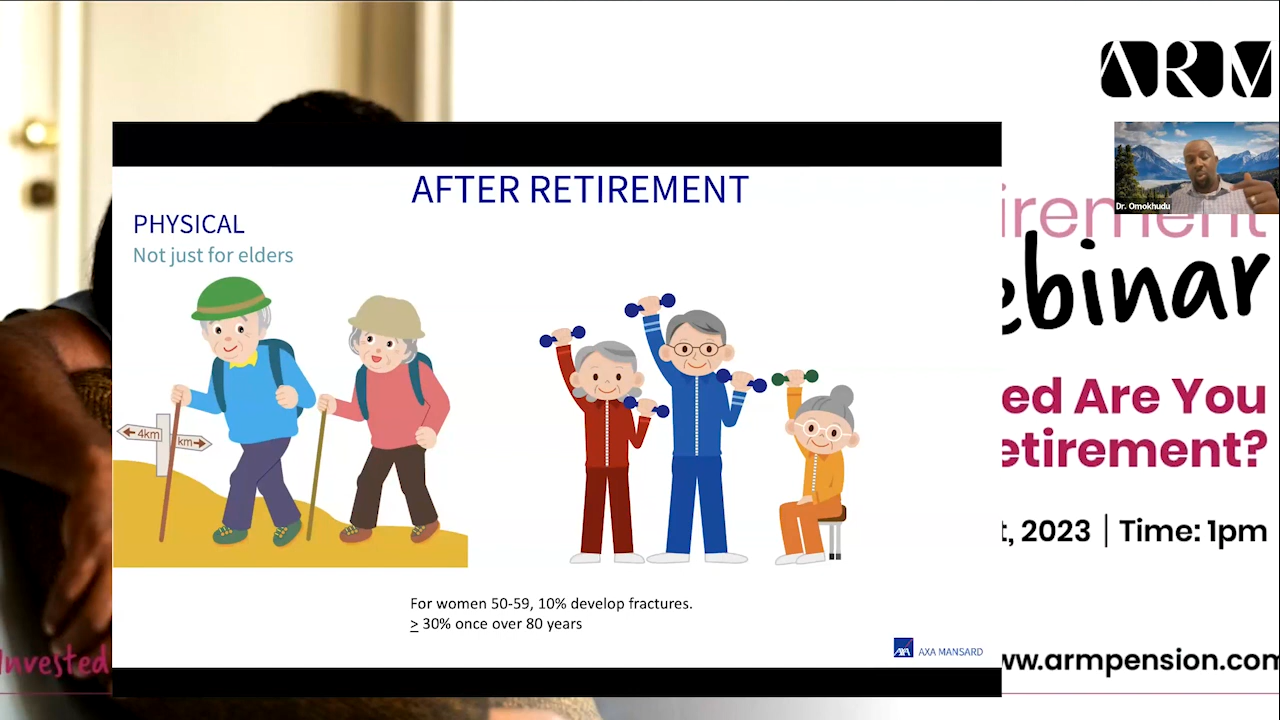 ARM
AFTER RETIREMENT
PHYSICAL
Not just for elders
4km
km
For women 50-59, 10% develop fractures.
≥ 30% once over 80 years
AXA
AXA MANSARD
Dr. Omokhudu
irement
ebinar
ed Are You
etirement?
t, 2023 | Time: 1pm
Invested
ww.armpension.com